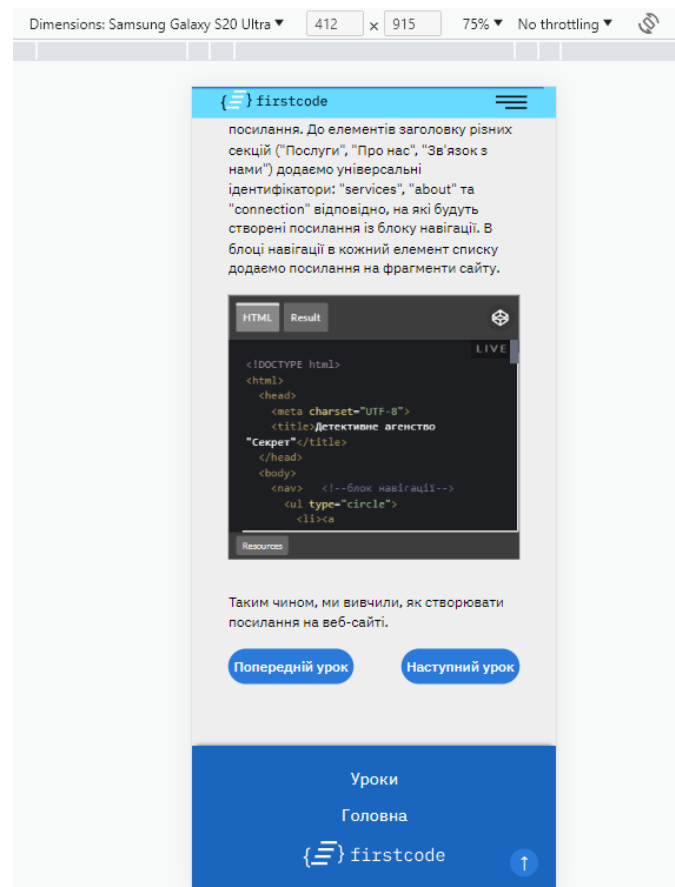 Dimensions: Samsung Galaxy S20 Ultra ▼ 412 x 915 75% ▼ No throttling ▼
{ } firstcode
посилання. До елементів заголовку різних
секцій ("Послуги", "Про нас", "Зв'язок з
нами") додаємо універсальні
ідентифікатори: "services", "about" та
"connection" відповідно, на які будуть
створені посилання із блоку навігації. В
блоці навігації в кожний елемент списку
додаємо посилання на фрагменти сайту.
HTML Result
LIVE
<!DOCTYPE html>
<html>
<head>
<meta charset="UTF-8">
<title>Детективне агенство
"Секрет"</title>
</head>
<body>
<nav> <!--блок навігації-->
<ul type="circle">
<li><a
Resources
Таким чином, ми вивчили, як створювати
посилання на веб-сайті.
Попередній урок Наступний урок
Уроки
Головна
{ } firstcode
↑